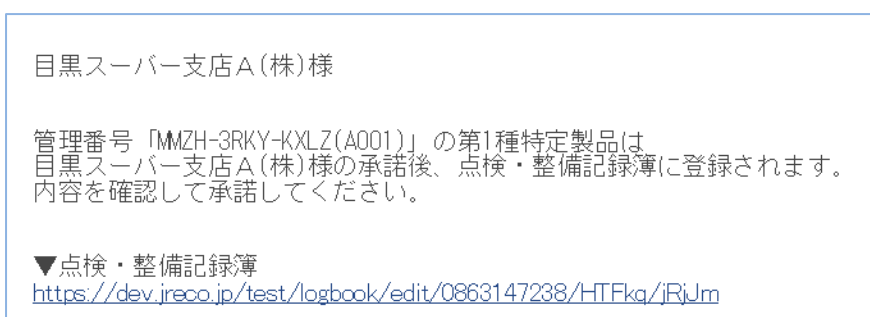 目黒スーパー支店A(株)様
管理番号「MMZH-3RKY-KXLZ(A001)」の第1種特定製品は
目黒スーパー支店A(株)様の承諾後、点検・整備記録簿に登録されます。
内容を確認して承諾してください。
▼点検・整備記録簿
https://dev.jreco.jp/test/logbook/edit/0863147238/HTFkq/jRjJm